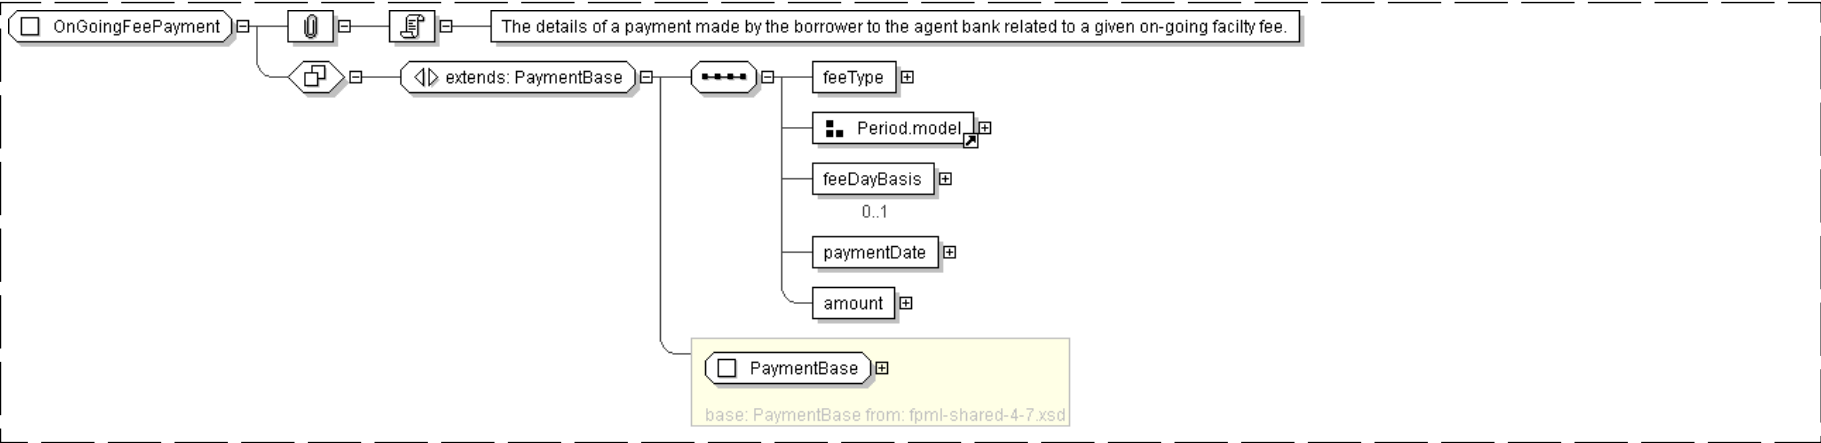 OnGoingFeePayment
The details of a payment made by the borrower to the agent bank related to a given on-going facilty fee.
extends: PaymentBase
feeType
Period.model
feeDayBasis
0..1
paymentDate
amount
PaymentBase
base: PaymentBase from: fpml-shared-4-7.xsd